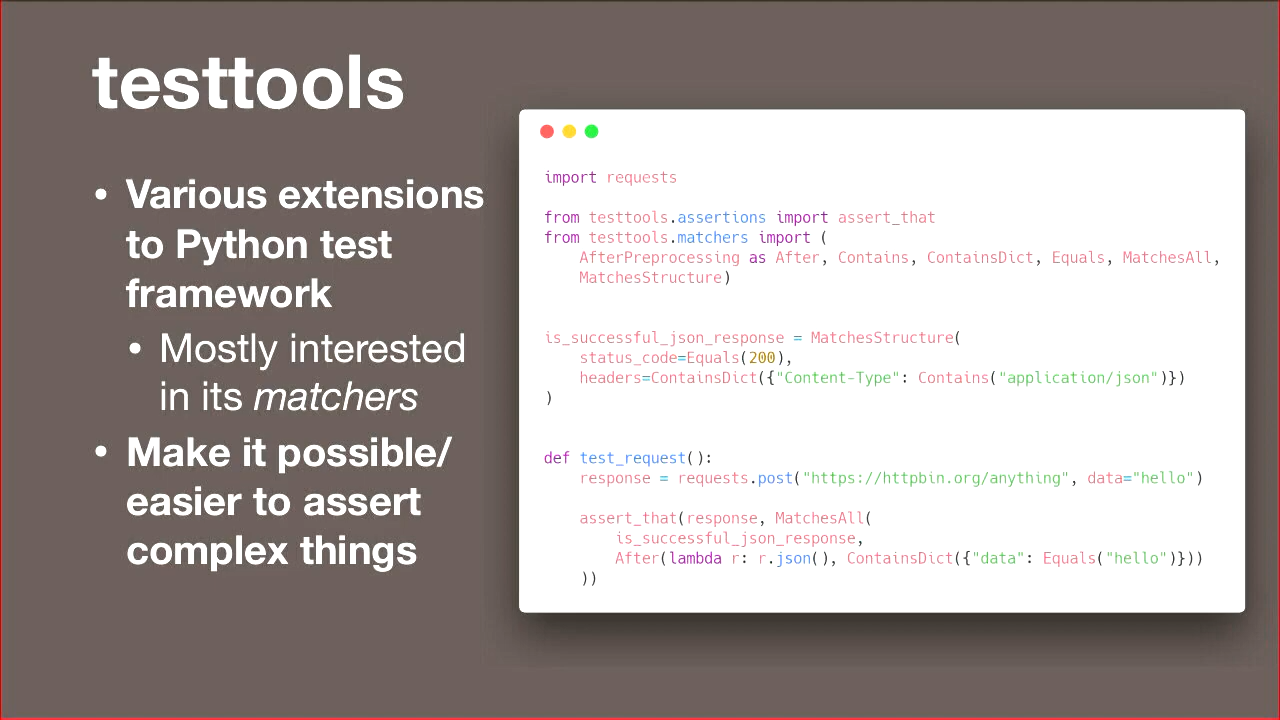 testtools
• Various extensions
to Python test
framework
• Mostly interested
in its matchers
• Make it possible/
easier to assert
complex things
import requests
from testtools.assertions import assert_that
from testtools.matchers import (
    AfterPreprocessing as After, Contains, ContainsDict, Equals, MatchesAll,
    MatchesStructure)
is_successful_json_response = MatchesStructure(
    status_code=Equals(200),
    headers=ContainsDict({"Content-Type": Contains("application/json")})
)
def test_request():
    response = requests.post("https://httpbin.org/anything", data="hello")
    assert_that(response, MatchesAll(
        is_successful_json_response,
        After(lambda r: r.json(), ContainsDict({"data": Equals("hello")}))
    ))